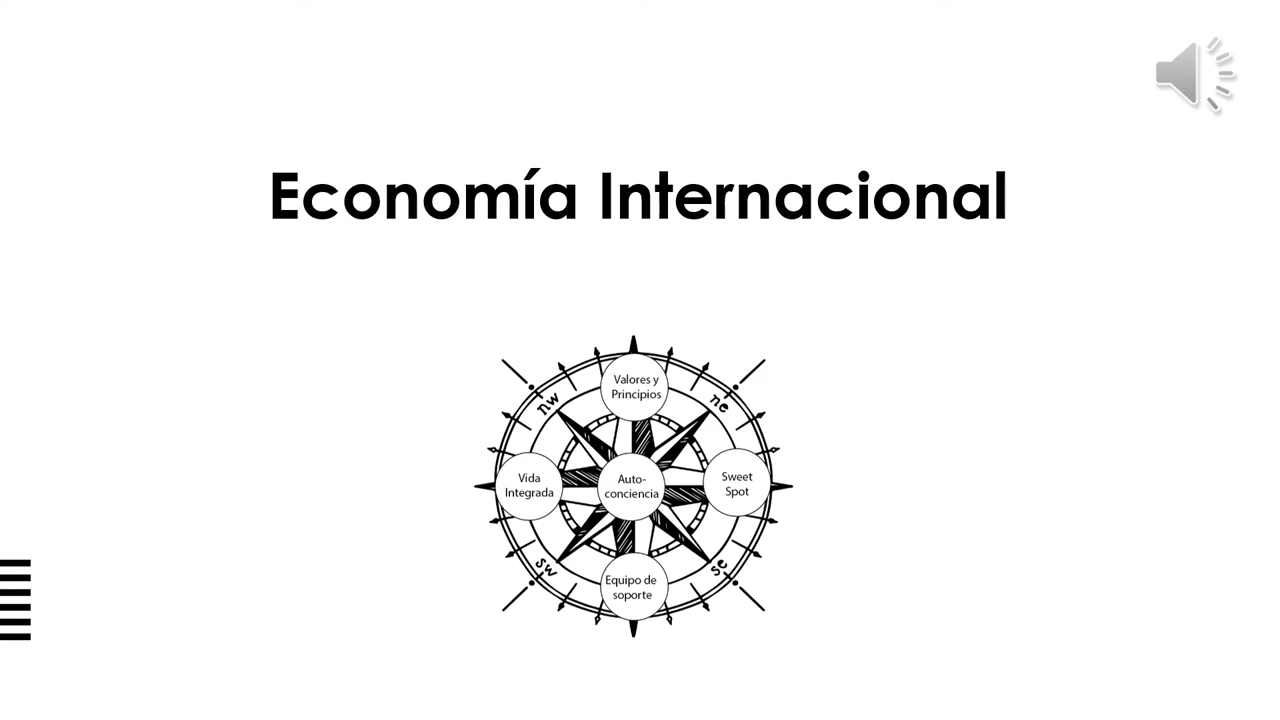 Economía Internacional
Valores y
Principios
nw
ne
Vida
Integrada
Auto-
conciencia
Sweet
Spot
sw
se
Equipo de
soporte